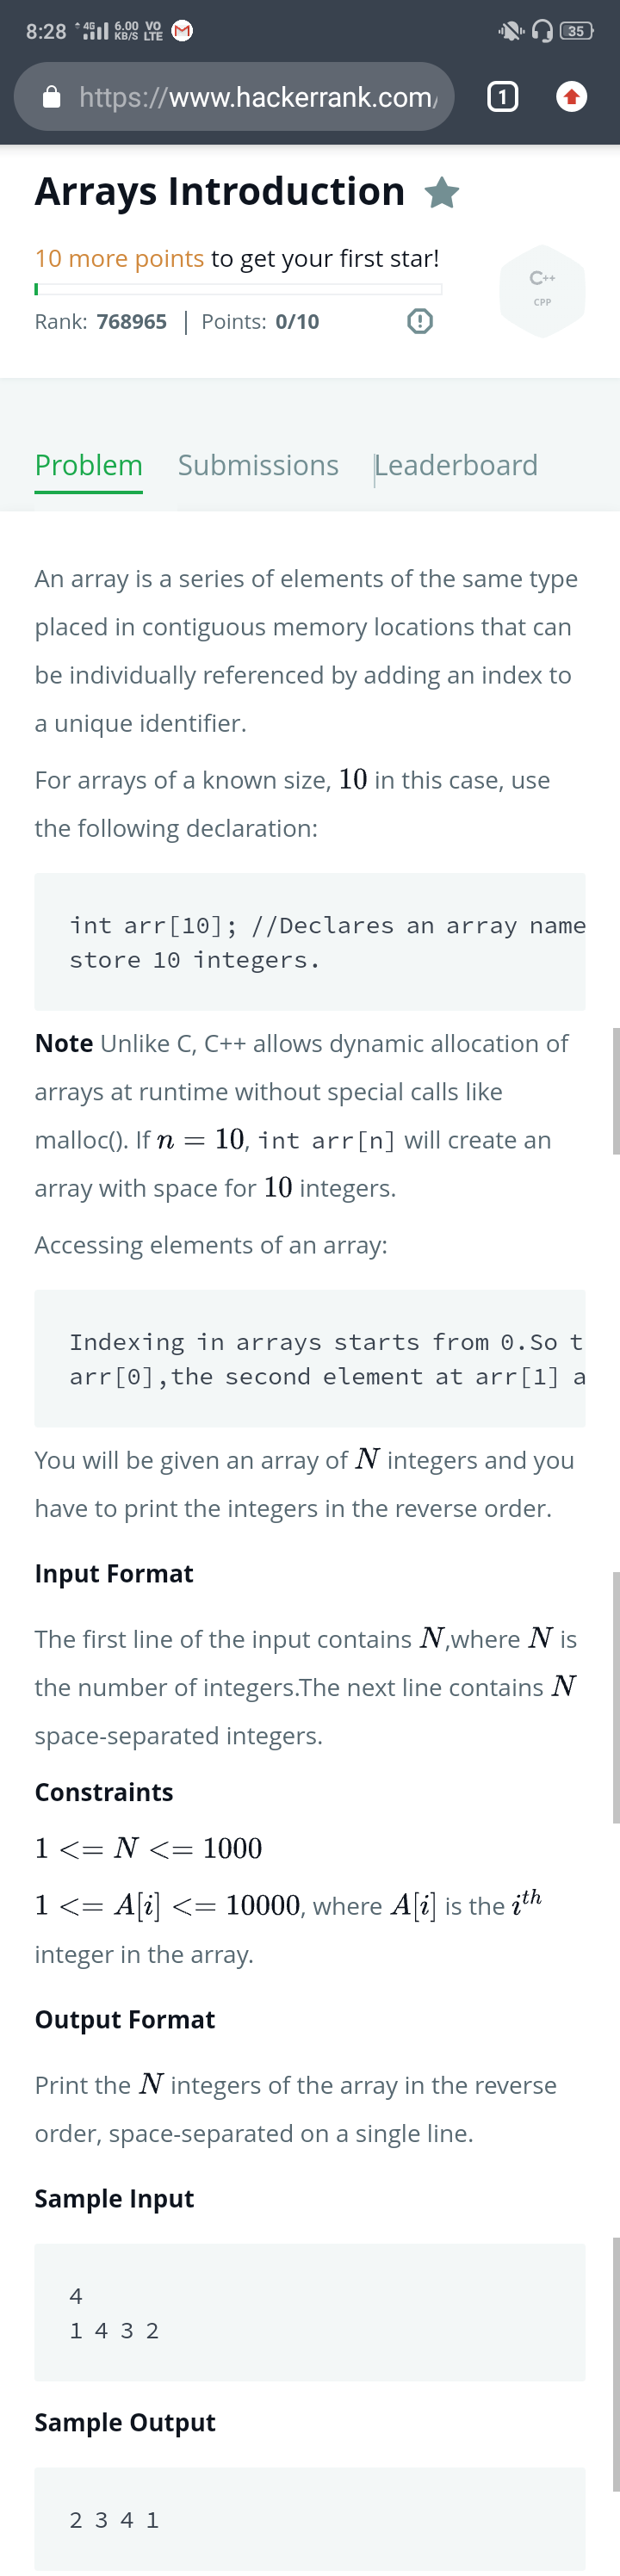 8:28 4G 6.00 KB/S VO LTE 35
https://www.hackerrank.com/ 1
Arrays Introduction
10 more points to get your first star!
C++
CPP
Rank: 768965 | Points: 0/10
Problem Submissions Leaderboard
An array is a series of elements of the same type
placed in contiguous memory locations that can
be individually referenced by adding an index to
a unique identifier.
For arrays of a known size, 10 in this case, use
the following declaration:
int arr[10]; //Declares an array name
store 10 integers.
Note Unlike C, C++ allows dynamic allocation of
arrays at runtime without special calls like
malloc(). If n = 10, int arr[n] will create an
array with space for 10 integers.
Accessing elements of an array:
Indexing in arrays starts from 0.So t
arr[0],the second element at arr[1] a
You will be given an array of N integers and you
have to print the integers in the reverse order.
Input Format
The first line of the input contains N,where N is
the number of integers.The next line contains N
space-separated integers.
Constraints
1 <= N <= 1000
1 <= A[i] <= 10000, where A[i] is the i^th
integer in the array.
Output Format
Print the N integers of the array in the reverse
order, space-separated on a single line.
Sample Input
4
1 4 3 2
Sample Output
2 3 4 1